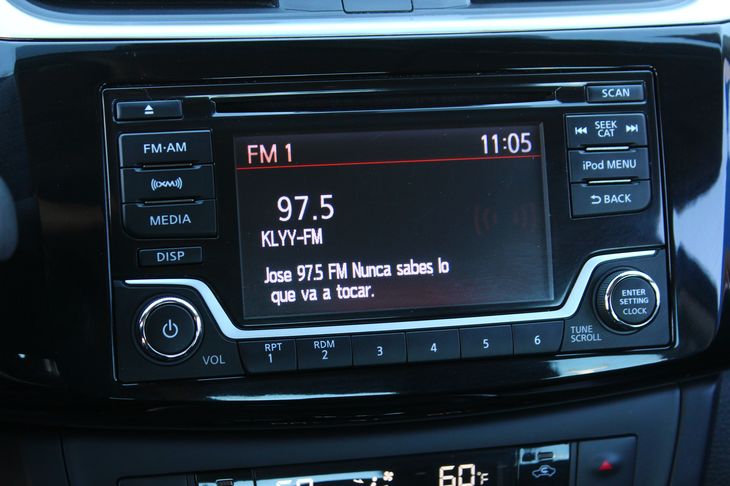 SCAN
FM·AM
SEEK
CAT
(XM)
iPod MENU
MEDIA
BACK
DISP
FM 1 11:05
97.5
KLYY-FM
Jose 97.5 FM Nunca sabes lo
que va a tocar.
ENTER
SETTING
CLOCK
VOL
RPT
1
RDM
2
3
4
5
6
TUNE
SCROLL
60°F